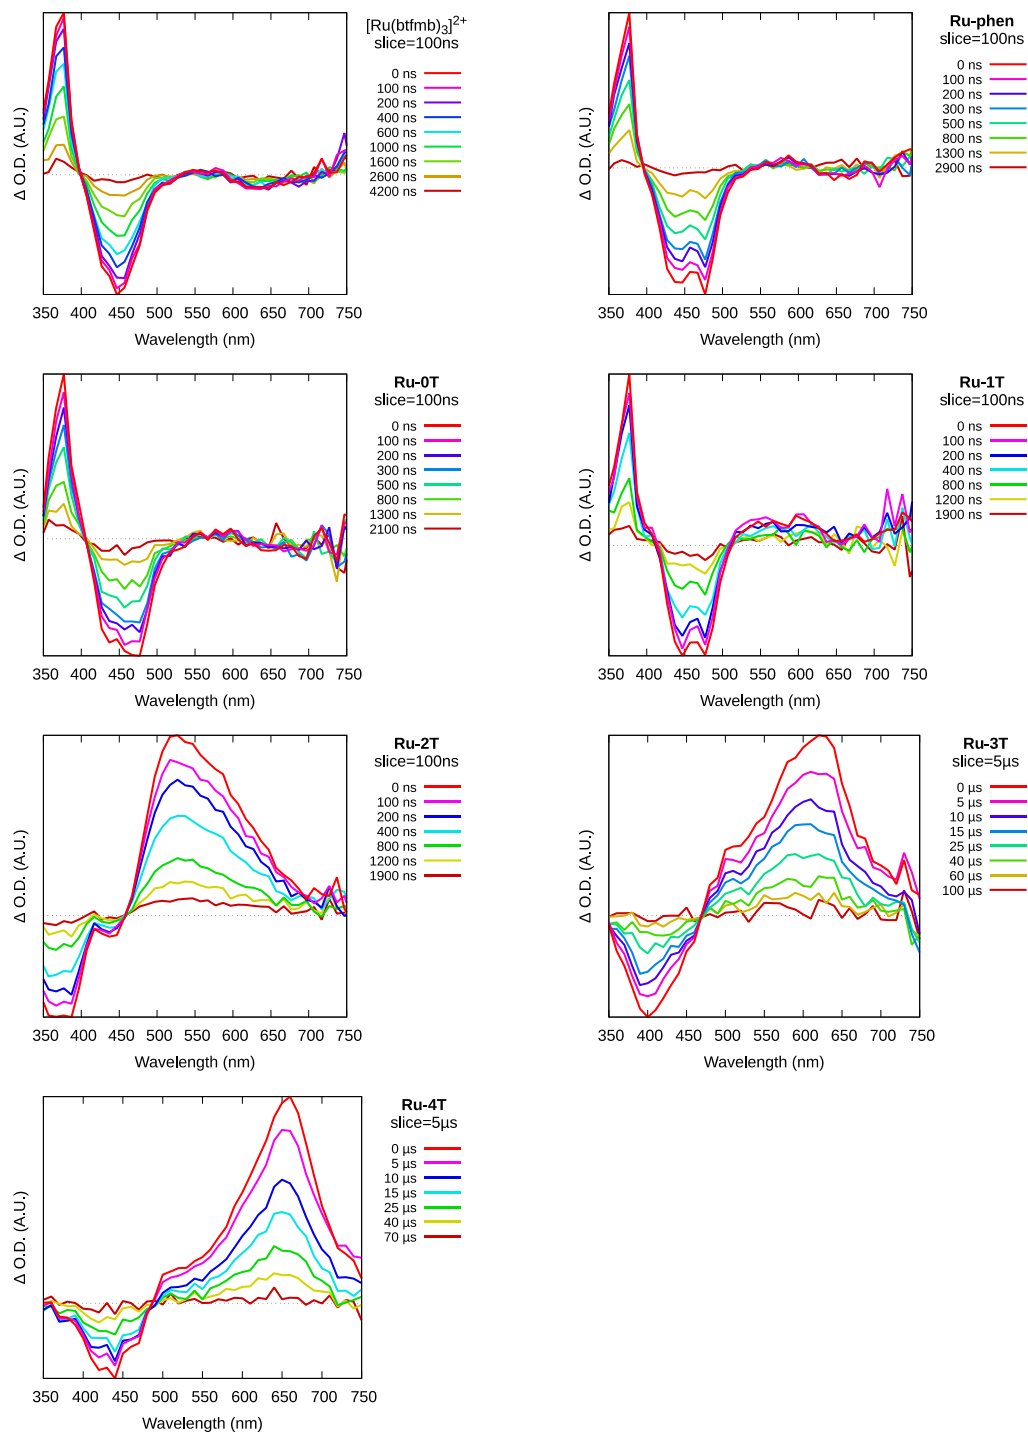 [Ru(btfmb)3]2+
slice=100ns
0 ns
100 ns
200 ns
400 ns
600 ns
1000 ns
1600 ns
2600 ns
4200 ns
Δ O.D. (A.U.)
350 400 450 500 550 600 650 700 750
Wavelength (nm)
Ru-phen
slice=100ns
0 ns
100 ns
200 ns
300 ns
500 ns
800 ns
1300 ns
2900 ns
Δ O.D. (A.U.)
350 400 450 500 550 600 650 700 750
Wavelength (nm)
Ru-0T
slice=100ns
0 ns
100 ns
200 ns
300 ns
500 ns
800 ns
1300 ns
2100 ns
Δ O.D. (A.U.)
350 400 450 500 550 600 650 700 750
Wavelength (nm)
Ru-1T
slice=100ns
0 ns
100 ns
200 ns
400 ns
800 ns
1200 ns
1900 ns
Δ O.D. (A.U.)
350 400 450 500 550 600 650 700 750
Wavelength (nm)
Ru-2T
slice=100ns
0 ns
100 ns
200 ns
400 ns
800 ns
1200 ns
1900 ns
Δ O.D. (A.U.)
350 400 450 500 550 600 650 700 750
Wavelength (nm)
Ru-3T
slice=5µs
0 µs
5 µs
10 µs
15 µs
25 µs
40 µs
60 µs
100 µs
Δ O.D. (A.U.)
350 400 450 500 550 600 650 700 750
Wavelength (nm)
Ru-4T
slice=5µs
0 µs
5 µs
10 µs
15 µs
25 µs
40 µs
70 µs
Δ O.D. (A.U.)
350 400 450 500 550 600 650 700 750
Wavelength (nm)